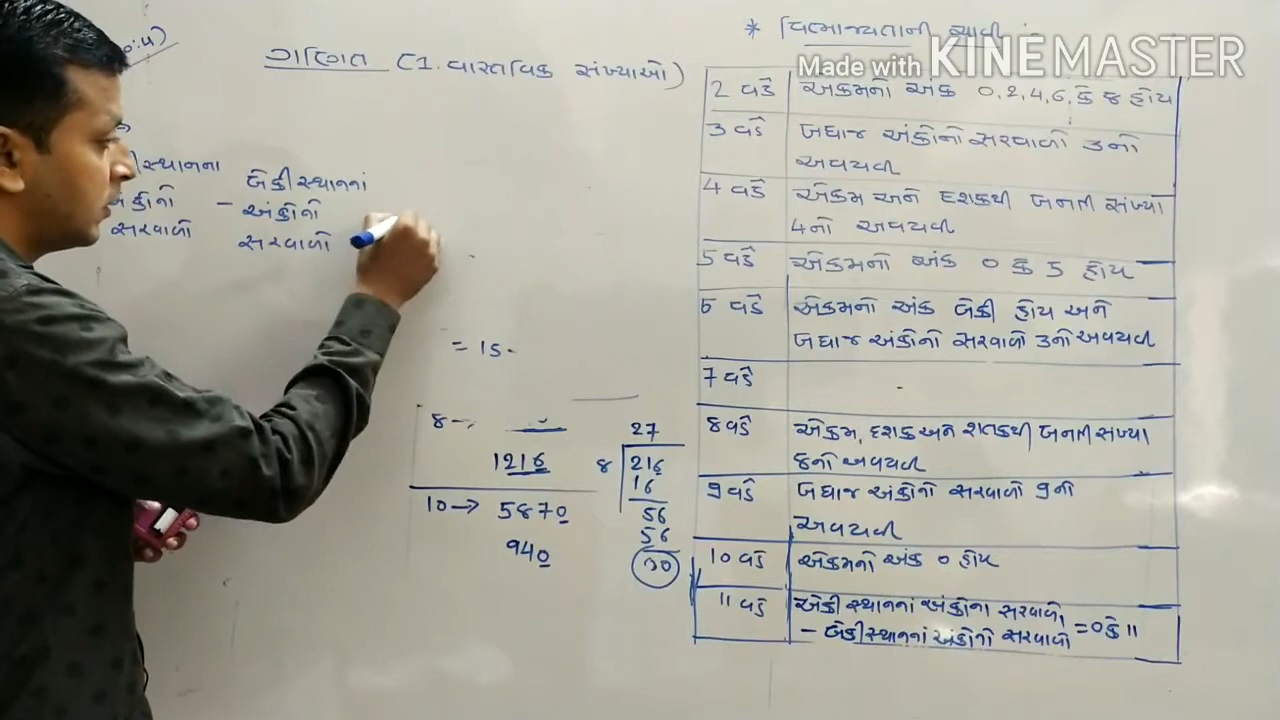 ગણિત (1. વાસ્તવિક સંખ્યાઓ)
* વિભાજ્યતાની ચાવી :
Made with KINEMASTER
સ્થાનના
બેકી સ્થાનનાં
અંકોનો – અંકોનો
સરવાળો સરવાળો
= 15
8 →
1216
10 → 5870
940
27
8 216
16
56
56
00
2 વડે એકમનો અંક 0, 2, 4, 6, કે 8 હોય
3 વડે બધાજ અંકોનો સરવાળો 3નો
અવયવી
4 વડે એકમ અને દશકથી બનતી સંખ્યા
4નો અવયવી
5 વડે એકમનો અંક 0 કે 5 હોય
6 વડે એકમનો અંક બેકી હોય અને
બધાજ અંકોનો સરવાળો 3નો અવયવી
7 વડે
8 વડે એકમ, દશક અને શતકથી બનતી સંખ્યા
8નો અવયવી
9 વડે બધાજ અંકોનો સરવાળો 9નો
અવયવી
10 વડે એકમનો અંક 0 હોય
11 વડે એકી સ્થાનનાં અંકોના સરવાળો
– બેકી સ્થાનનાં અંકોનો સરવાળો = 0 કે 11